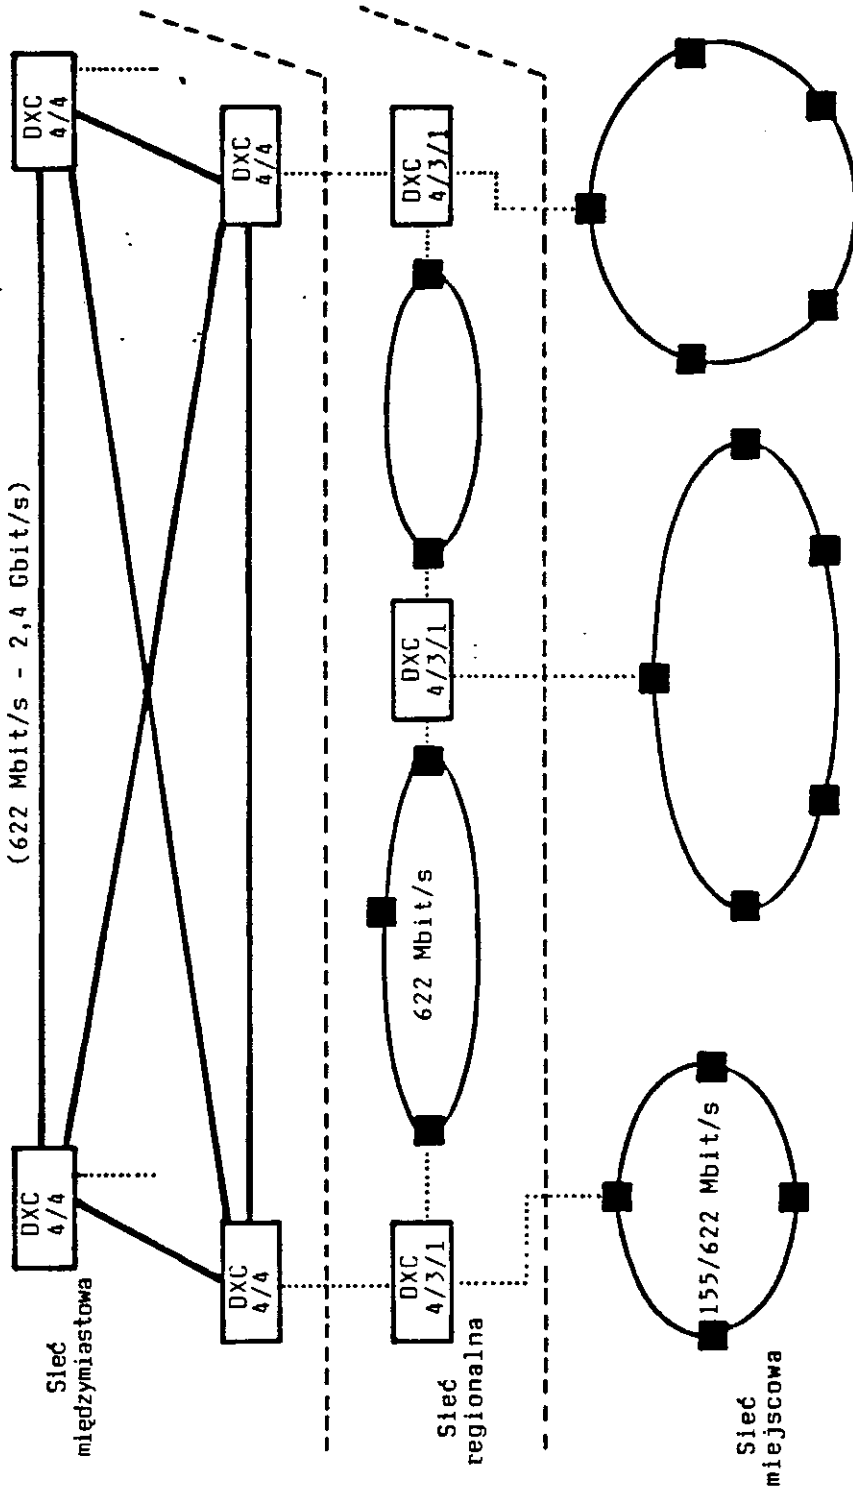 (622 Mbit/s - 2,4 Gbit/s)
DXC
4/4
DXC
4/4
Sieć
międzymiastowa
DXC
4/4
DXC
4/4
DXC
4/3/1
622 Mbit/s
DXC
4/3/1
DXC
4/3/1
Sieć
regionalna
155/622 Mbit/s
Sieć
miejscowa